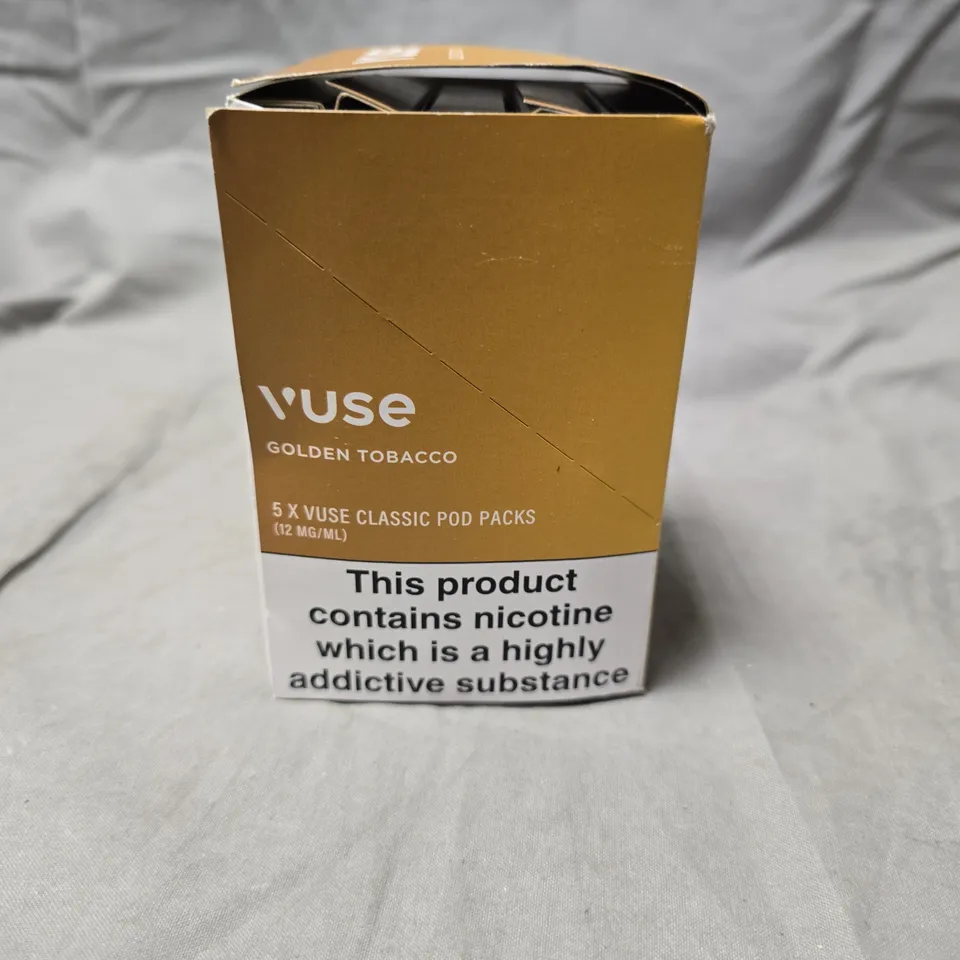 vuse
GOLDEN TOBACCO
5 X VUSE CLASSIC POD PACKS
(12 MG/ML)
This product
contains nicotine
which is a highly
addictive substance